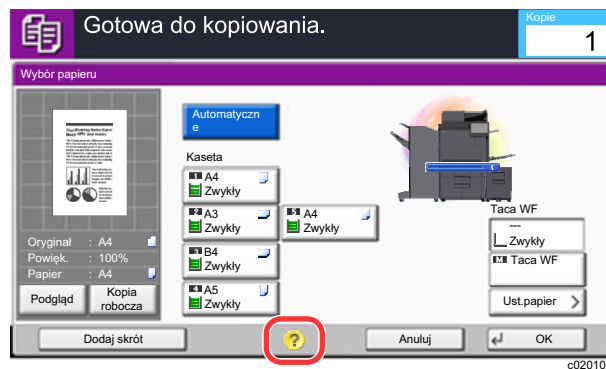 Gotowa do kopiowania.
Kopie
1
Wybór papieru
Automatyczn
e
Kaseta
1 A4
Zwykły
2 A3
Zwykły
5 A4
Zwykły
3 B4
Zwykły
4 A5
Zwykły
Taca WF
----
Zwykły
M Taca WF
Oryginał : A4
Powięk. : 100%
Papier : A4
Podgląd
Kopia
robocza
Ust.papier
Dodaj skrót
?
Anuluj
OK
c02010